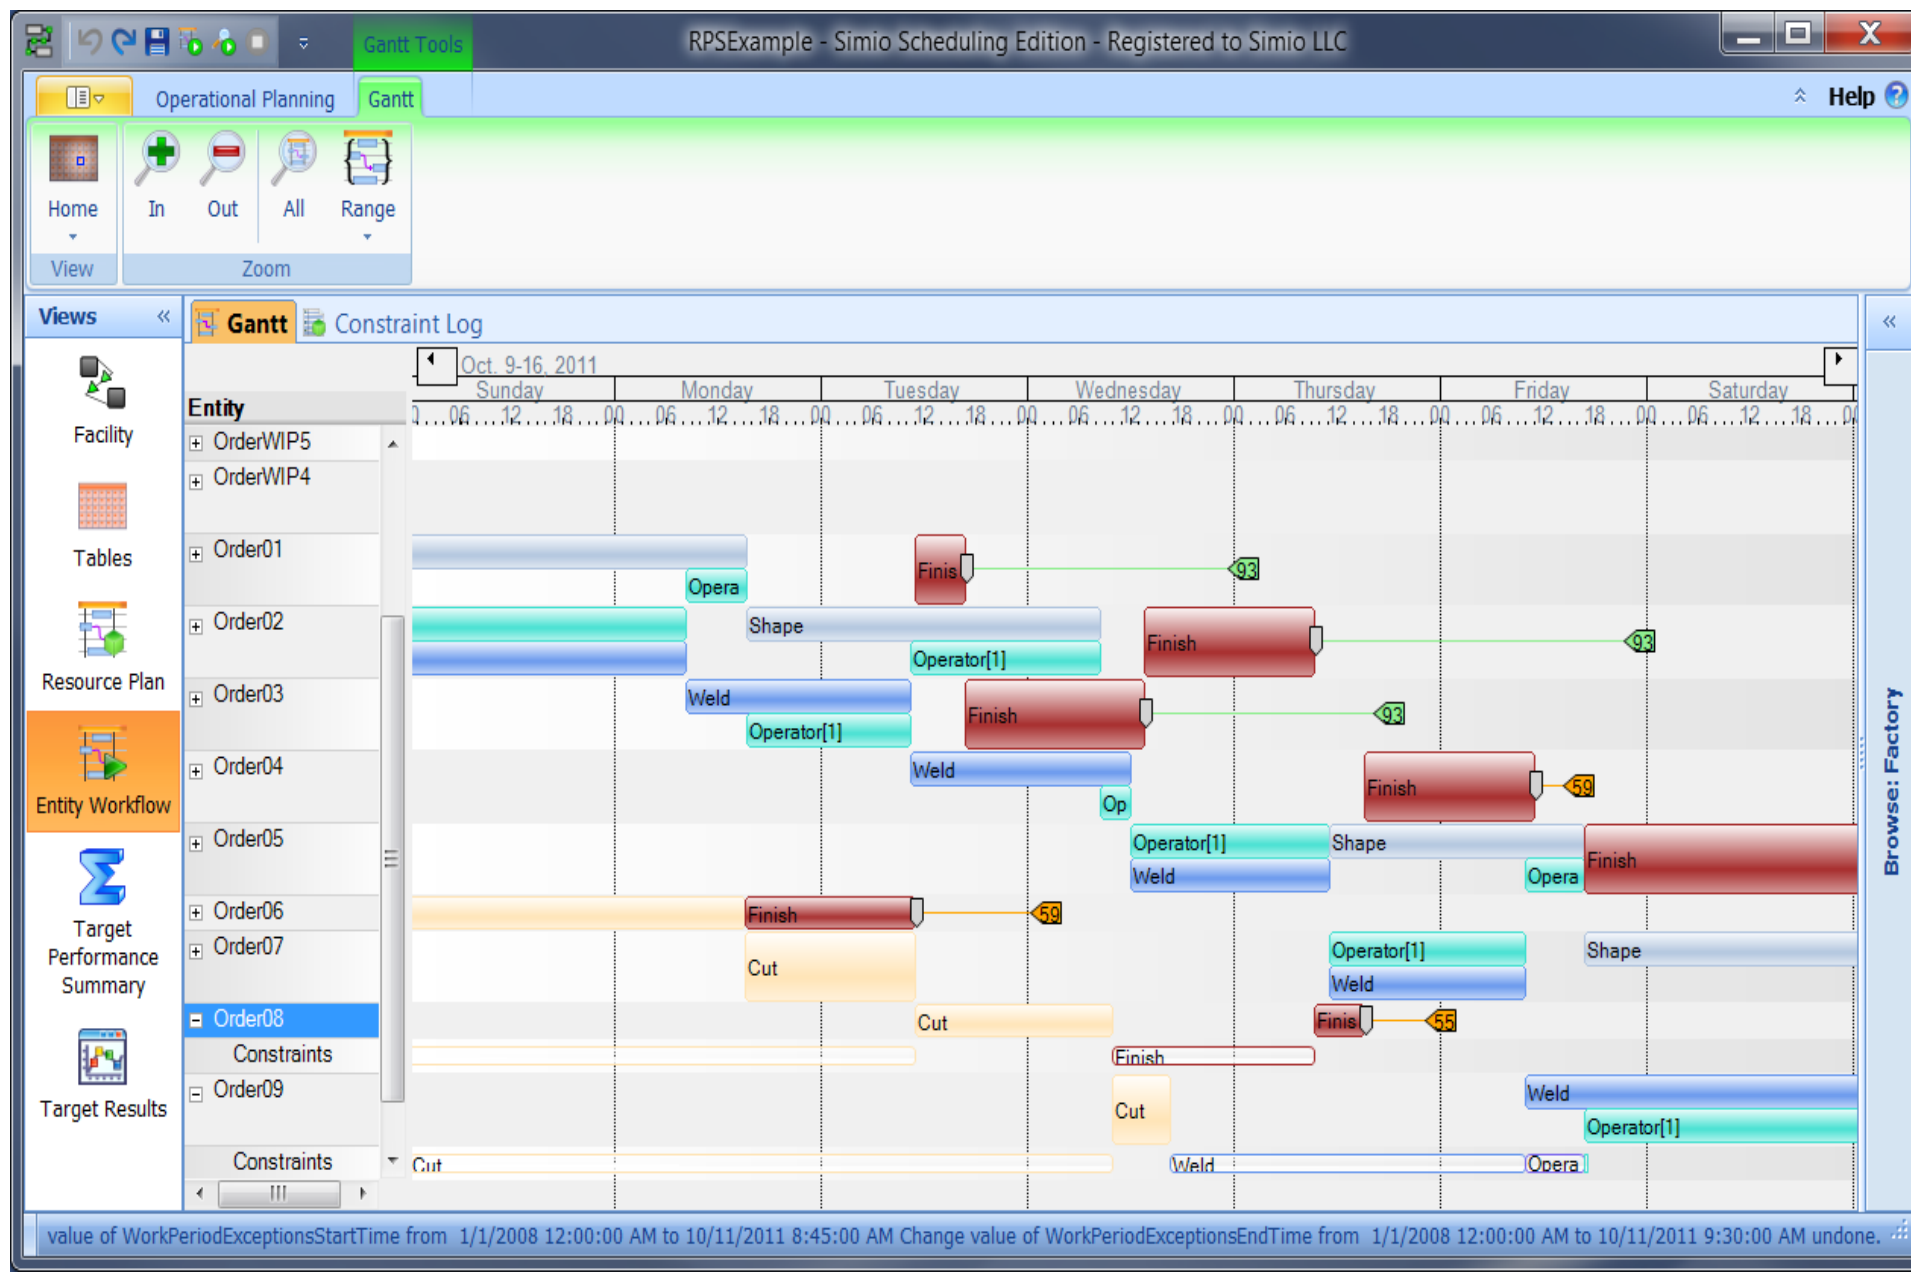 Gantt Tools
RPSExample - Simio Scheduling Edition - Registered to Simio LLC
Operational Planning Gantt
Help
Home In Out All Range
View Zoom
Views
Gantt Constraint Log
Facility
Tables
Resource Plan
Entity Workflow
Target
Performance
Summary
Target Results
Oct. 9-16, 2011
Sunday Monday Tuesday Wednesday Thursday Friday Saturday
Entity
06 12 18 00 06 12 18 00 06 12 18 00 06 12 18 00 06 12 18 00 06 12 18 00 06 12 18
OrderWIP5
OrderWIP4
Order01
Finis 93
Opera
Order02
Shape
Finish 93
Operator[1]
Order03
Weld
Finish 93
Operator[1]
Order04
Weld
Finish 59
Op
Order05
Operator[1] Shape
Finish
Weld Opera
Order06
Finish 59
Order07
Operator[1] Shape
Cut
Weld
Order08
Cut Finis 55
Constraints
Finish
Order09
Weld
Cut
Operator[1]
Constraints
Cut Weld Opera
Browse: Factory
value of WorkPeriodExceptionsStartTime from 1/1/2008 12:00:00 AM to 10/11/2011 8:45:00 AM Change value of WorkPeriodExceptionsEndTime from 1/1/2008 12:00:00 AM to 10/11/2011 9:30:00 AM undone.